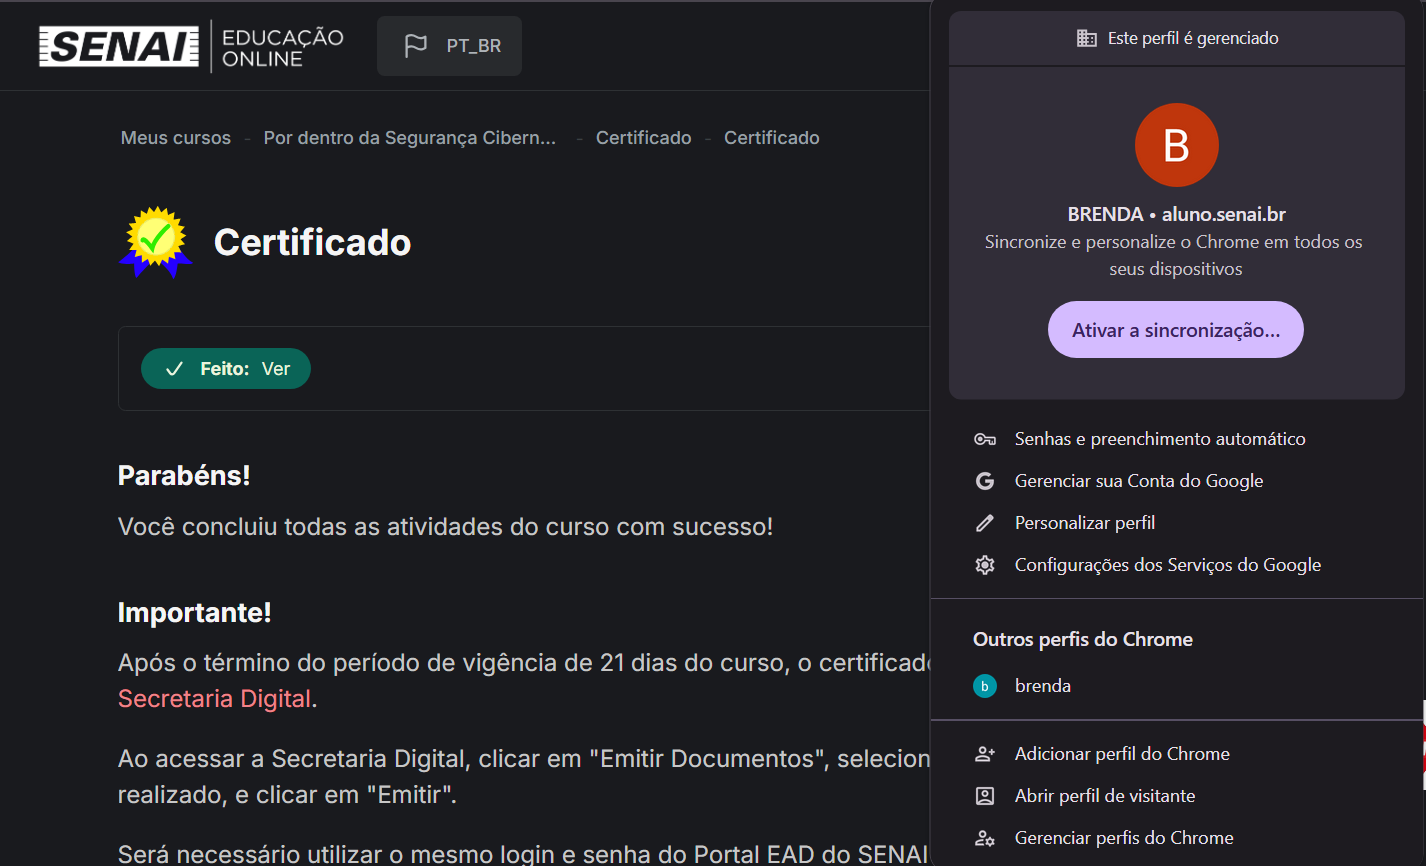 SENAI
EDUCAÇÃO
ONLINE
PT_BR
Meus cursos - Por dentro da Segurança Cibern... - Certificado - Certificado
Certificado
Feito: Ver
Parabéns!
Você concluiu todas as atividades do curso com sucesso!
Importante!
Após o término do período de vigência de 21 dias do curso, o certificado
Secretaria Digital.
Ao acessar a Secretaria Digital, clicar em "Emitir Documentos", selecion
realizado, e clicar em "Emitir".
Será necessário utilizar o mesmo login e senha do Portal EAD do SENAI
Este perfil é gerenciado
B
BRENDA • aluno.senai.br
Sincronize e personalize o Chrome em todos os
seus dispositivos
Ativar a sincronização...
Senhas e preenchimento automático
Gerenciar sua Conta do Google
Personalizar perfil
Configurações dos Serviços do Google
Outros perfis do Chrome
b brenda
Adicionar perfil do Chrome
Abrir perfil de visitante
Gerenciar perfis do Chrome